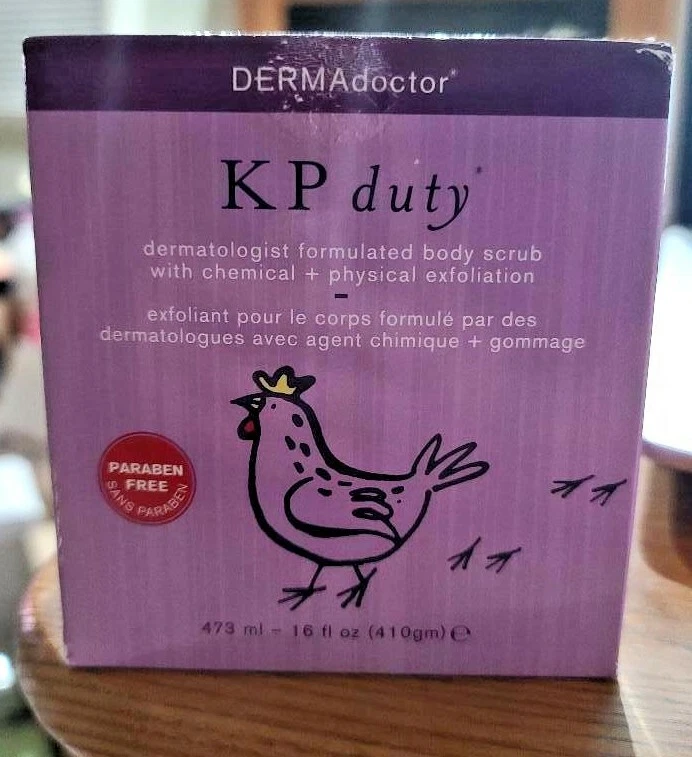 DERMAdoctor®
KP duty®
dermatologist formulated body scrub
with chemical + physical exfoliation
-
exfoliant pour le corps formulé par des
dermatologues avec agent chimique + gommage
PARABEN
FREE
SANS PARABEN
473 ml - 16 fl oz (410gm) ℮